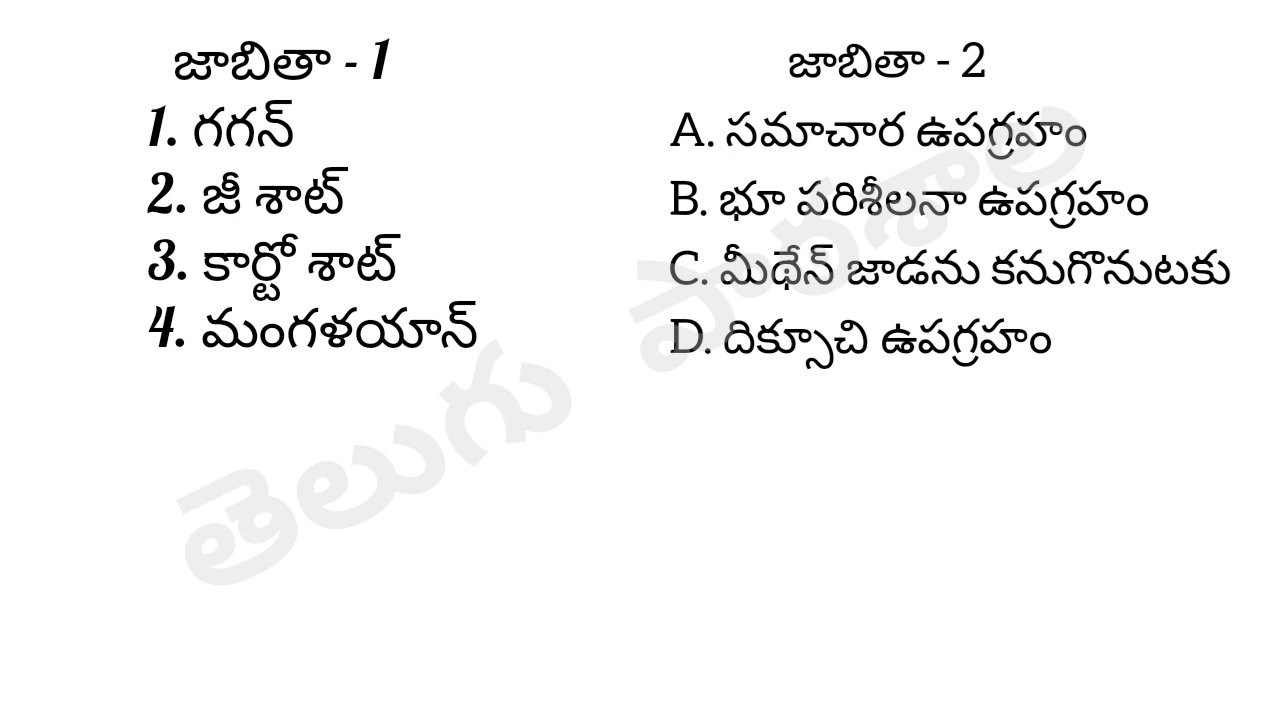 జాబితా - 1
1. గగన్
2. జీ శాట్
3. కార్టో శాట్
4. మంగళయాన్
జాబితా - 2
A. సమాచార ఉపగ్రహం
B. భూ పరిశీలనా ఉపగ్రహం
C. మీథేన్ జాడను కనుగొనుటకు
D. దిక్సూచి ఉపగ్రహం
తెలుగు పాఠశాల